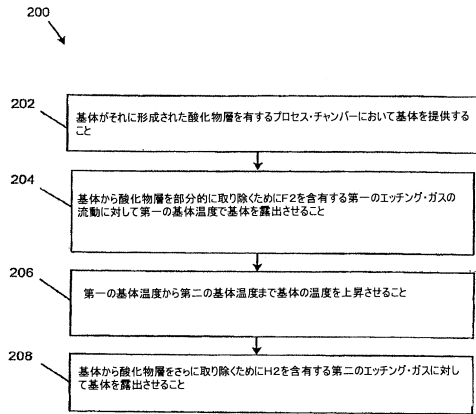 200
202
基体がそれに形成された酸化物層を有するプロセス・チャンバーにおいて基体を提供する
こと
204
基体から酸化物層を部分的に取り除くためにF2を含有する第一のエッチング・ガスの
流動に対して第一の基体温度で基体を露出させること
206
第一の基体温度から第二の基体温度まで基体の温度を上昇させること
208
基体から酸化物層をさらに取り除くためにH2を含有する第二のエッチング・ガスに対し
て基体を露出させること